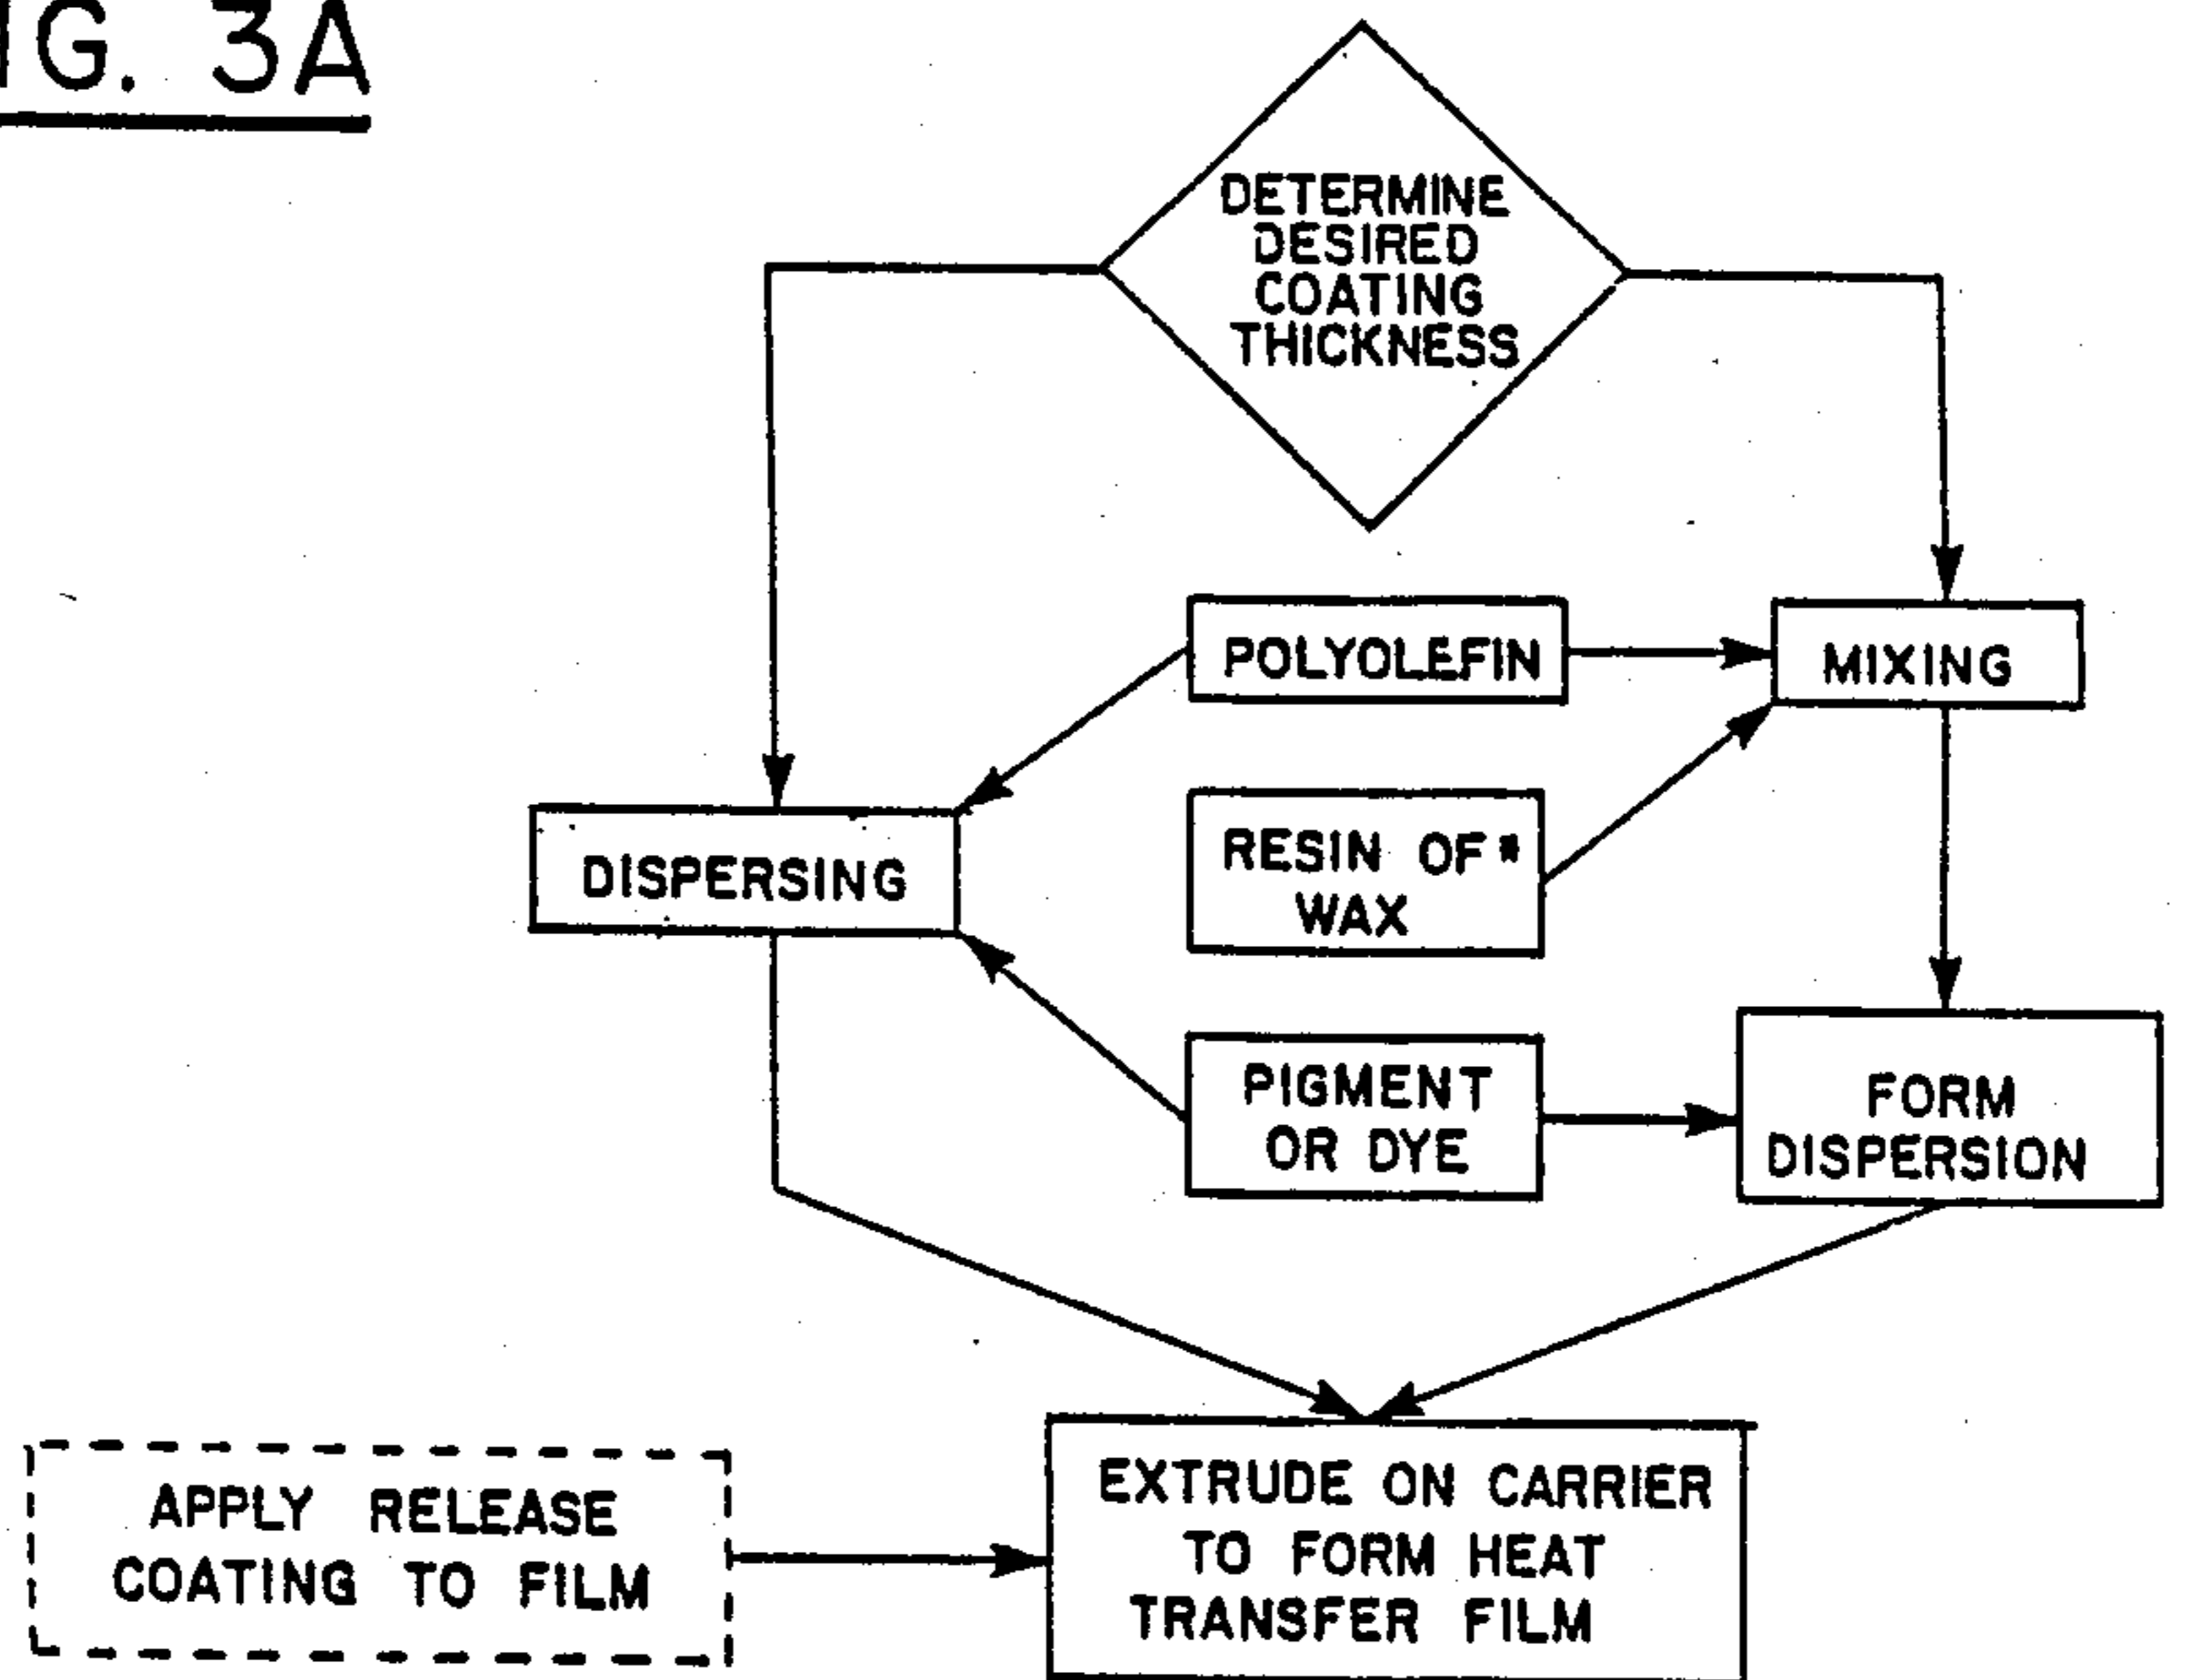 IG. 3A
DETERMINE
DESIRED
COATING
THICKNESS
POLYOLEFIN
MIXING
RESIN OF *
WAX
DISPERSING
PIGMENT
OR DYE
FORM
DISPERSION
EXTRUDE ON CARRIER
TO FORM HEAT
TRANSFER FILM
APPLY RELEASE
COATING TO FILM